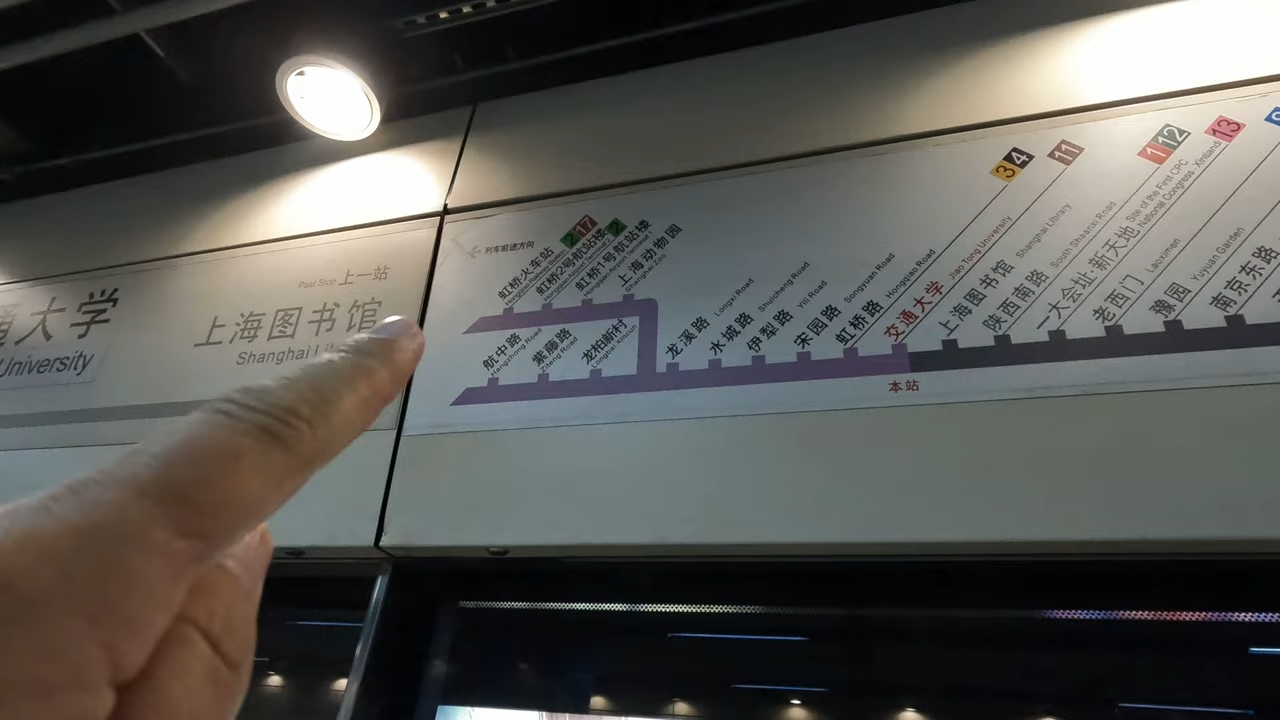 通大学
University
Past Stop 上一站
上海图书馆
Shanghai Li
列车前进方向
2 17
2
虹桥火车站
虹桥2号航站楼
虹桥1号航站楼
上海动物园
Shanghai Zoo
航中路
Hangzhong Road
紫藤路
Ziteng Road
龙柏新村
Longbai Xincun
龙溪路 Longxi Road
水城路 Shuicheng Road
伊犁路 Yili Road
宋园路 Songyuan Road
虹桥路 Hongqiao Road
3 4
交通大学 Jiao Tong University
11
上海图书馆 Shanghai Library
陕西南路 South Shaanxi Road
1 12
一大会址·新天地 Site of the First CPC
National Congress · Xintiandi
13
老西门 Laoximen
豫园 Yuyuan Garden
南京东路
本站